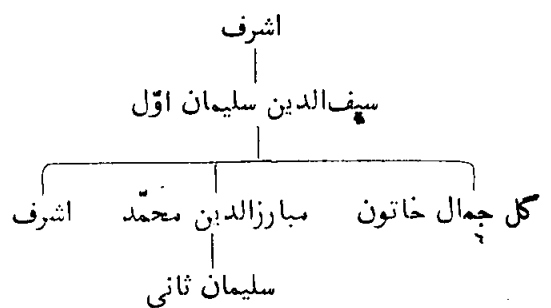 اشرف
سیف‌الدین سلیمان اوّل
گل جمال خاتون مبارزالدین محمّد اشرف
سلیمان ثانی